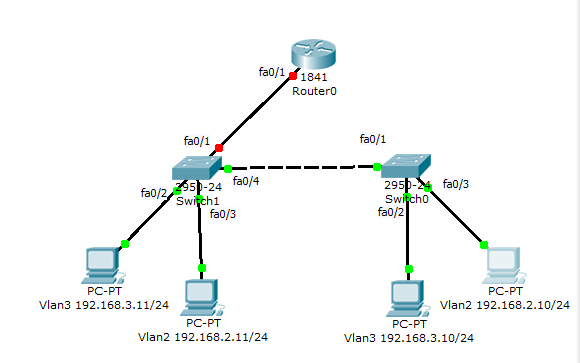 fa0/1
1841
Router0
fa0/1
fa0/1
fa0/4
2950-24
Switch1
2950-24
Switch0
fa0/2
fa0/3
fa0/2
fa0/3
PC-PT
Vlan3 192.168.3.11/24
PC-PT
Vlan2 192.168.2.11/24
PC-PT
Vlan3 192.168.3.10/24
PC-PT
Vlan2 192.168.2.10/24